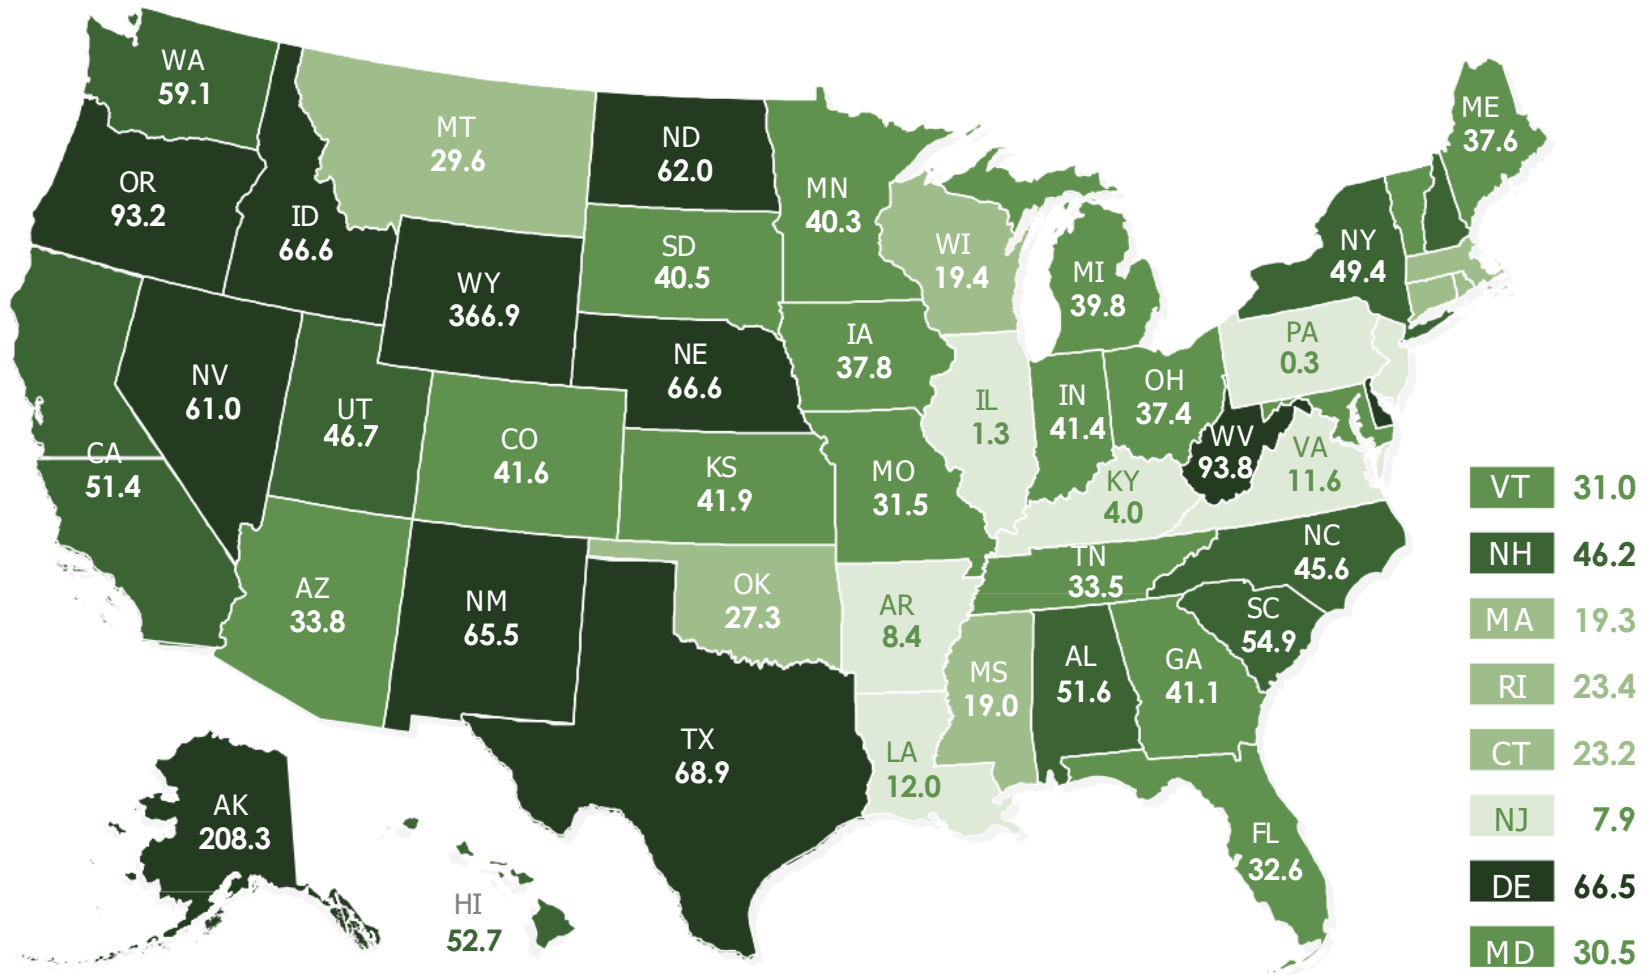 WA
59.1
OR
93.2
ID
66.6
MT
29.6
ND
62.0
MN
40.3
SD
40.5
WY
366.9
WI
19.4
MI
39.8
ME
37.6
NY
49.4
NV
61.0
UT
46.7
CA
51.4
CO
41.6
NE
66.6
IA
37.8
KS
41.9
MO
31.5
IL
1.3
IN
41.4
OH
37.4
PA
0.3
WV
93.8
VA
11.6
KY
4.0
NC
45.6
TN
33.5
SC
54.9
AZ
33.8
NM
65.5
OK
27.3
AR
8.4
MS
19.0
AL
51.6
GA
41.1
TX
68.9
LA
12.0
FL
32.6
AK
208.3
HI
52.7
VT 31.0
NH 46.2
MA 19.3
RI 23.4
CT 23.2
NJ 7.9
DE 66.5
MD 30.5